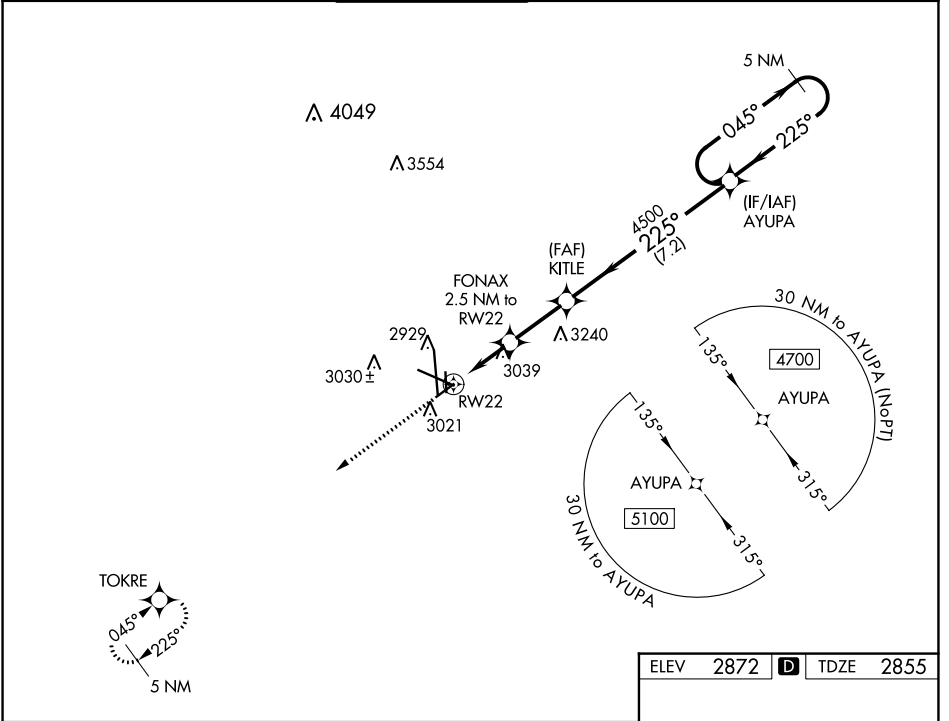 5 NM
4049
045°
225°
3554
(IF/IAF)
AYUPA
4500
225°
(7.2)
(FAF)
KITLE
FONAX
2.5 NM to
RW22
2929
3240
3039
3030±
RW22
3021
30 NM to AYUPA (NoPT)
135°
4700
AYUPA
315°
135°
AYUPA
5100
315°
30 NM to AYUPA
TOKRE
045°
225°
5 NM
ELEV 2872 D TDZE 2855